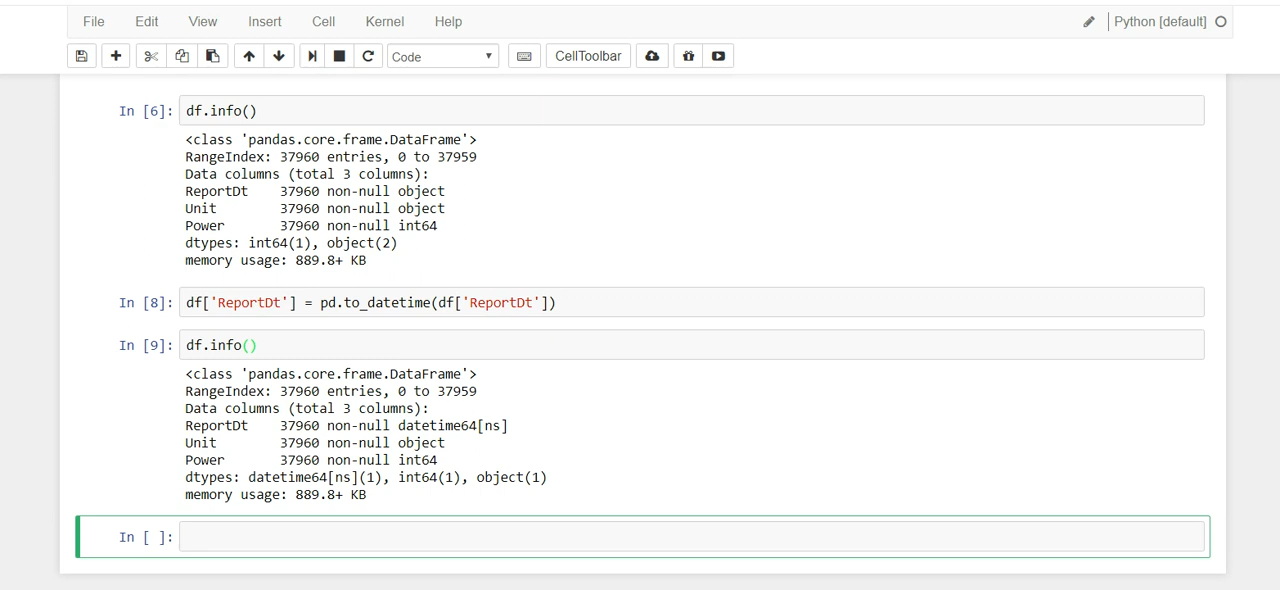 File Edit View Insert Cell Kernel Help Python [default]
Code CellToolbar
In [6]: df.info()
<class 'pandas.core.frame.DataFrame'>
RangeIndex: 37960 entries, 0 to 37959
Data columns (total 3 columns):
ReportDt    37960 non-null object
Unit        37960 non-null object
Power       37960 non-null int64
dtypes: int64(1), object(2)
memory usage: 889.8+ KB
In [8]: df['ReportDt'] = pd.to_datetime(df['ReportDt'])
In [9]: df.info()
<class 'pandas.core.frame.DataFrame'>
RangeIndex: 37960 entries, 0 to 37959
Data columns (total 3 columns):
ReportDt    37960 non-null datetime64[ns]
Unit        37960 non-null object
Power       37960 non-null int64
dtypes: datetime64[ns](1), int64(1), object(1)
memory usage: 889.8+ KB
In [ ]: